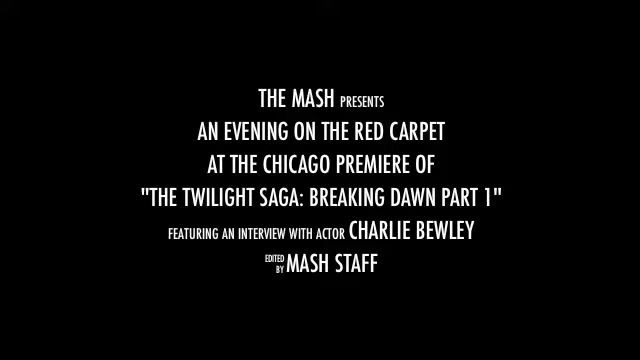 THE MASH PRESENTS
AN EVENING ON THE RED CARPET
AT THE CHICAGO PREMIERE OF
"THE TWILIGHT SAGA: BREAKING DAWN PART 1"
FEATURING AN INTERVIEW WITH ACTOR CHARLIE BEWLEY
EDITED BY MASH STAFF